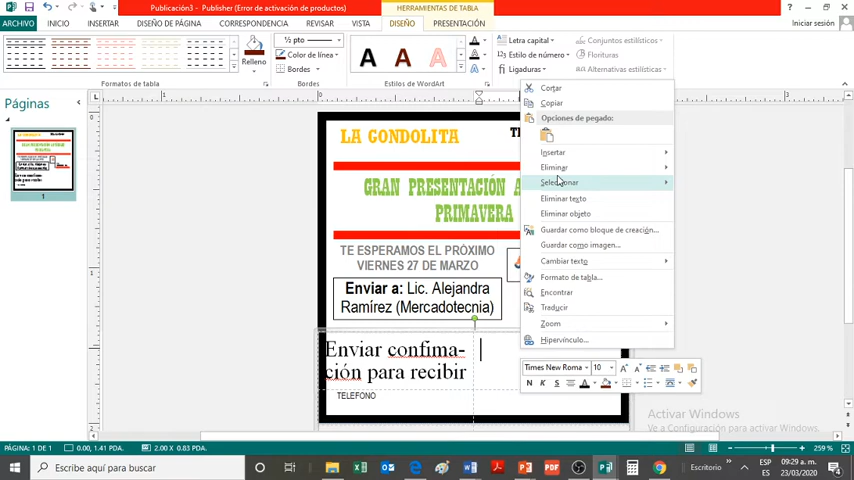 Publicación3 - Publisher (Error de activación de productos)
HERRAMIENTAS DE TABLA
ARCHIVO INICIO INSERTAR DISEÑO DE PÁGINA CORRESPONDENCIA REVISAR VISTA DISEÑO PRESENTACIÓN Iniciar sesión
½ pto
Color de línea
Bordes
Relleno
A A A
Letra capital
Estilo de número
Ligaduras
Conjuntos estilísticos
Florituras
Alternativas estilísticas
Formatos de tabla
Bordes
Estilos de WordArt
Páginas
1
LA GONDOLITA
GRAN PRESENTACIÓN A
PRIMAVERA
TE ESPERAMOS EL PRÓXIMO
VIERNES 27 DE MARZO
Enviar a: Lic. Alejandra
Ramírez (Mercadotecnia)
Enviar confima-
ción para recibir
TELEFONO
Cortar
Copiar
Opciones de pegado:
Insertar
Eliminar
Seleccionar
Eliminar texto
Eliminar objeto
Guardar como bloque de creación...
Guardar como imagen...
Cambiar texto
Formato de tabla...
Encontrar
Traducir
Zoom
Hipervínculo...
Times New Roma 10
N K S
Activar Windows
Ve a Configuración para activar Windows.
PÁGINA: 1 DE 1 0.00, 1.41 PDA. 2.00 X 0.83 PDA. 259 %
Escribe aquí para buscar
Escritorio
ESP
ES
09:29 a. m.
23/03/2020